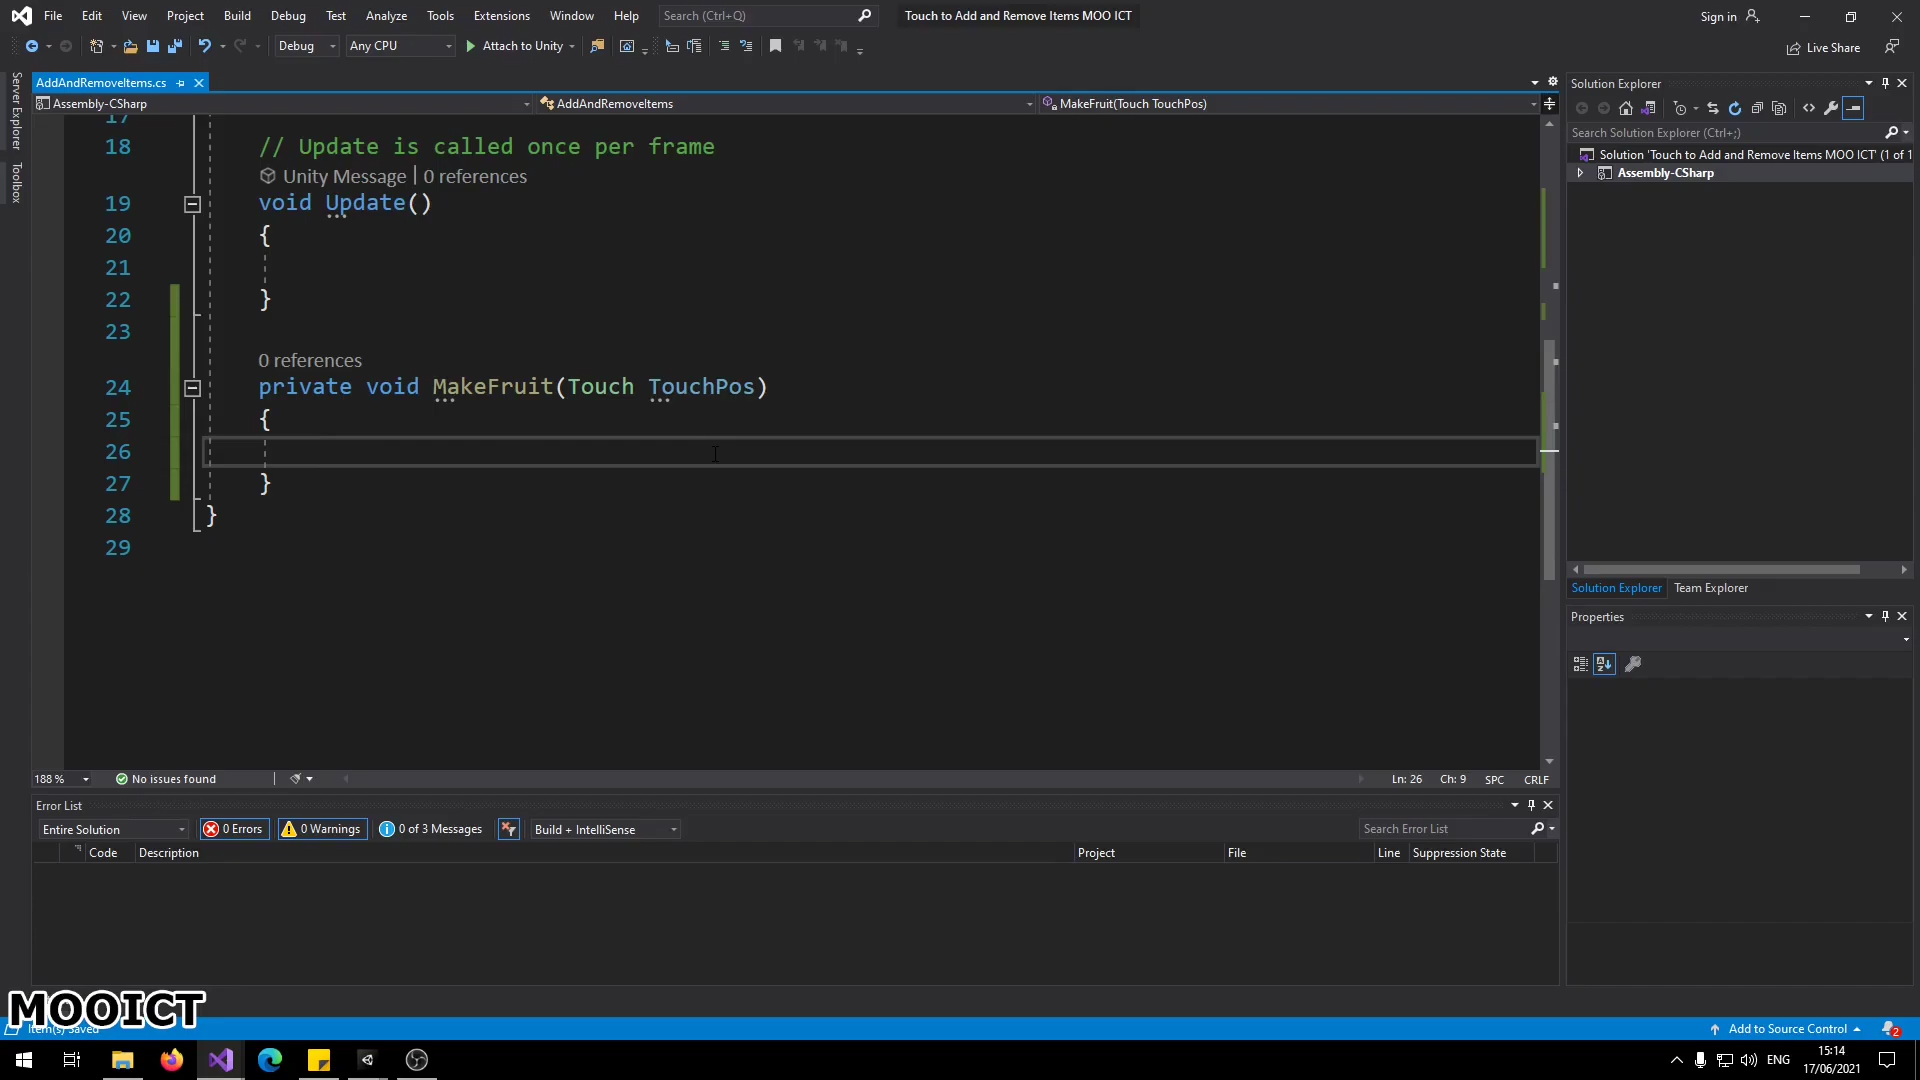 File Edit View Project Build Debug Test Analyze Tools Extensions Window Help Search (Ctrl+Q) Touch to Add and Remove Items MOO ICT Sign in
Debug Any CPU Attach to Unity Live Share
Server Explorer
Toolbox
AddAndRemoveItems.cs
Assembly-CSharp AddAndRemoveItems MakeFruit(Touch TouchPos)
17
18 // Update is called once per frame
Unity Message | 0 references
19 void Update()
20 {
21
22 }
23
0 references
24 private void MakeFruit(Touch TouchPos)
25 {
26
27 }
28 }
29
188 % No issues found Ln: 26 Ch: 9 SPC CRLF
Error List
Entire Solution 0 Errors 0 Warnings 0 of 3 Messages Build + IntelliSense Search Error List
Code Description Project File Line Suppression State
Solution Explorer
Search Solution Explorer (Ctrl+;)
Solution 'Touch to Add and Remove Items MOO ICT' (1 of 1
Assembly-CSharp
Solution Explorer Team Explorer
Properties
MOOICT
Item(s) Saved
Add to Source Control 2
ENG 15:14
17/06/2021